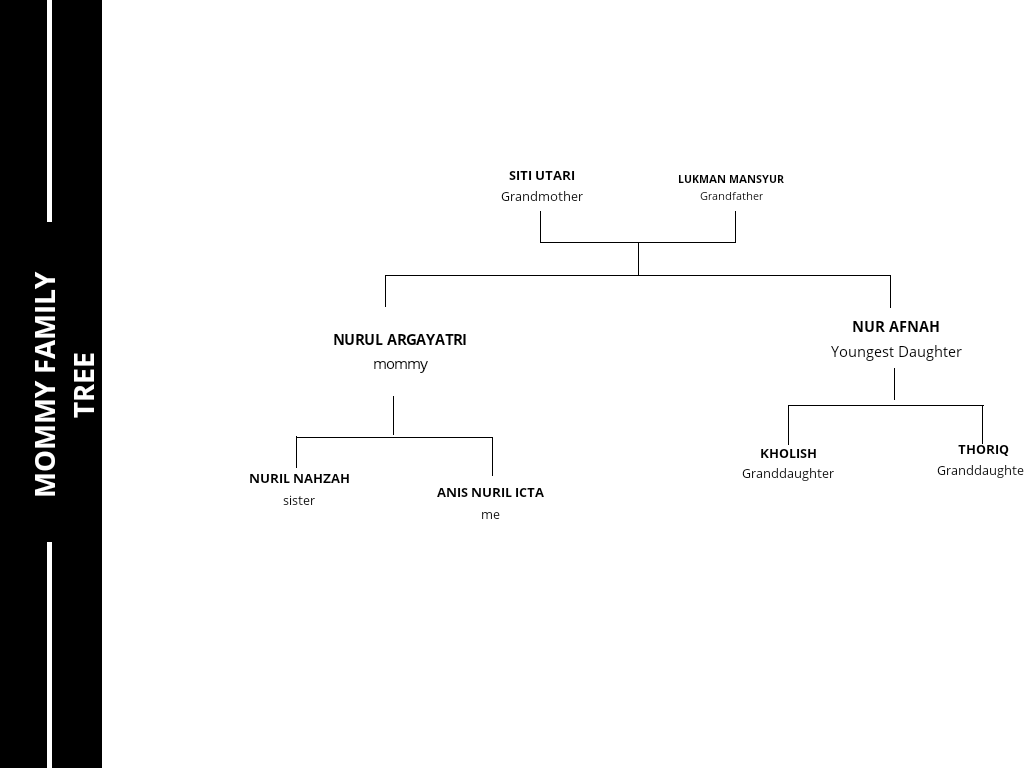 MOMMY FAMILY
TREE
SITI UTARI
Grandmother
LUKMAN MANSYUR
Grandfather
NURUL ARGAYATRI
mommy
NUR AFNAH
Youngest Daughter
NURIL NAHZAH
sister
ANIS NURIL ICTA
me
KHOLISH
Granddaughter
THORIQ
Granddaughte